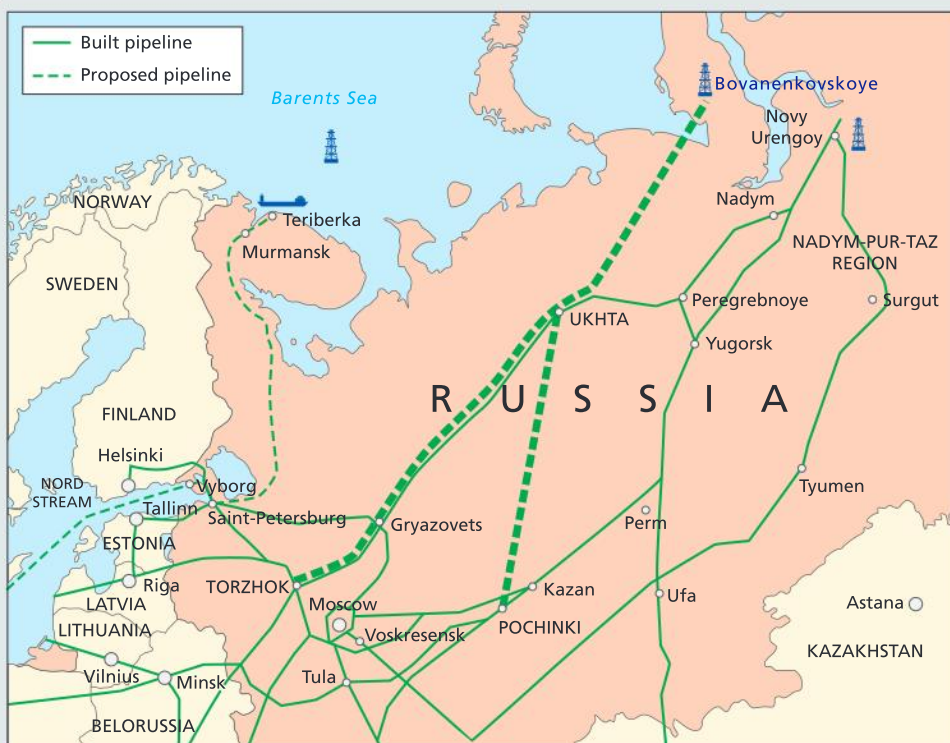 Built pipeline
Proposed pipeline
Barents Sea
Bovanenkovskoye
Novy
Urengoy
NORWAY
Teriberka
Murmansk
Nadym
NADYM-PUR-TAZ
REGION
SWEDEN
Peregrebnoye
Surgut
UKHTA
Yugorsk
RUSSIA
FINLAND
Helsinki
NORD
STREAM
Vyborg
Tallinn
Saint-Petersburg
Gryazovets
Perm
Tyumen
ESTONIA
Riga
TORZHOK
Kazan
Ufa
LATVIA
Moscow
Astana
LITHUANIA
Voskresensk
POCHINKI
KAZAKHSTAN
Vilnius
Minsk
Tula
BELORUSSIA